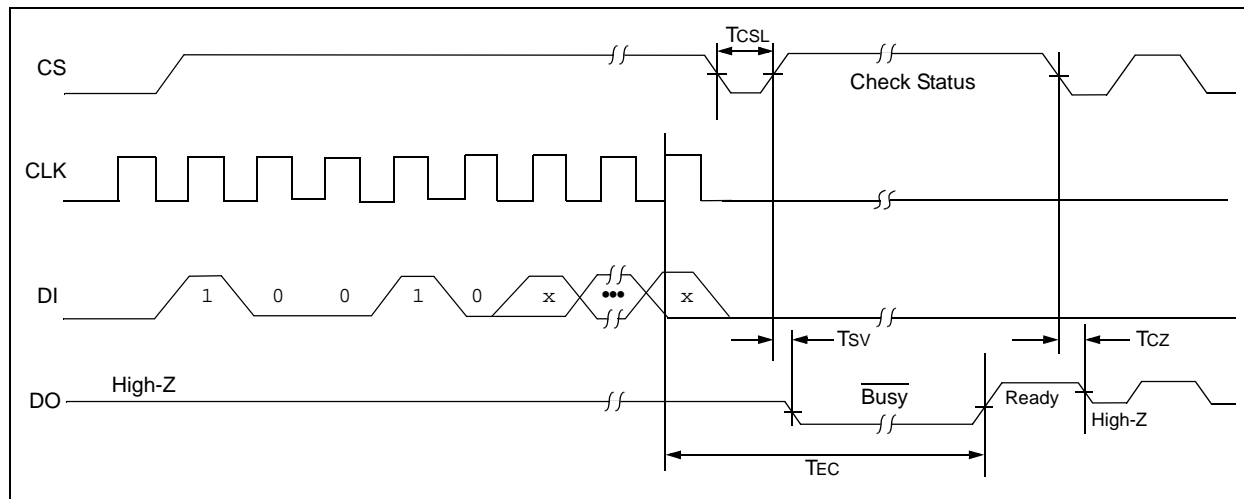 TCSL
CS
Check Status
CLK
DI
1 0 0 1 0 x ••• x
TSV
TCZ
High-Z
DO
Busy
Ready
High-Z
TEC